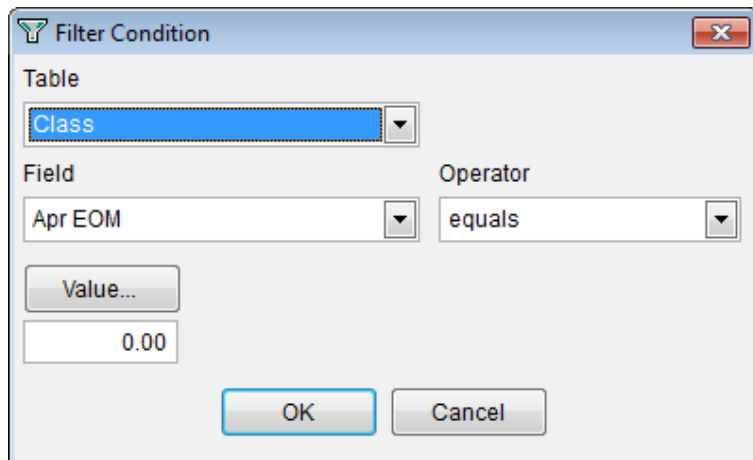 Filter Condition
Table
Class
Field
Operator
Apr EOM
equals
Value...
0.00
OK
Cancel